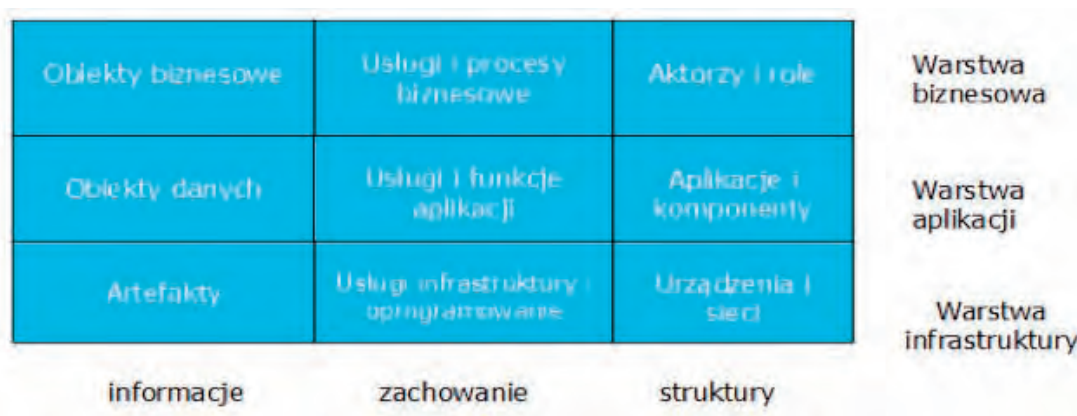 Obiekty biznesowe
Usługi i procesy
biznesowe
Aktorzy i role
Warstwa
biznesowa
Obiekty danych
Usługi i funkcje
aplikacji
Aplikacje i
komponenty
Warstwa
aplikacji
Artefakty
Usługi infrastruktury i
oprogramowanie
Urządzenia i
sieci
Warstwa
infrastruktury
informacje
zachowanie
struktury